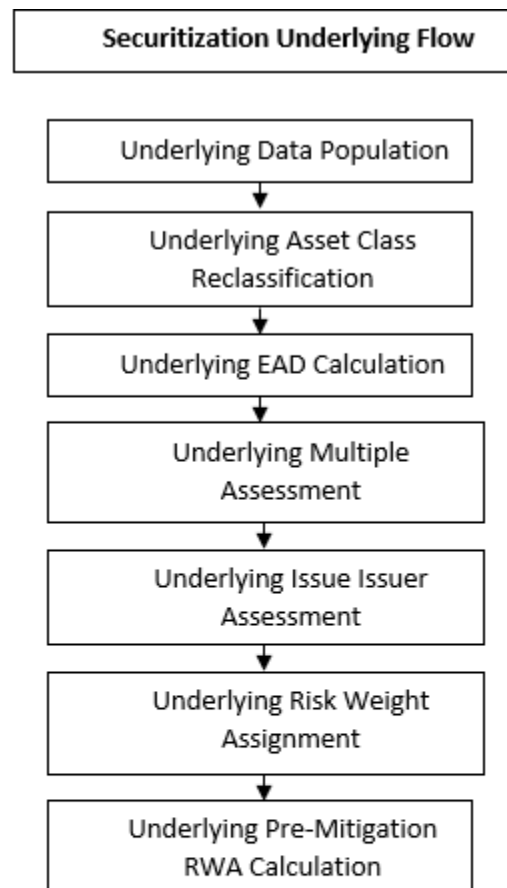 Securitization Underlying Flow
Underlying Data Population
Underlying Asset Class
Reclassification
Underlying EAD Calculation
Underlying Multiple
Assessment
Underlying Issue Issuer
Assessment
Underlying Risk Weight
Assignment
Underlying Pre-Mitigation
RWA Calculation